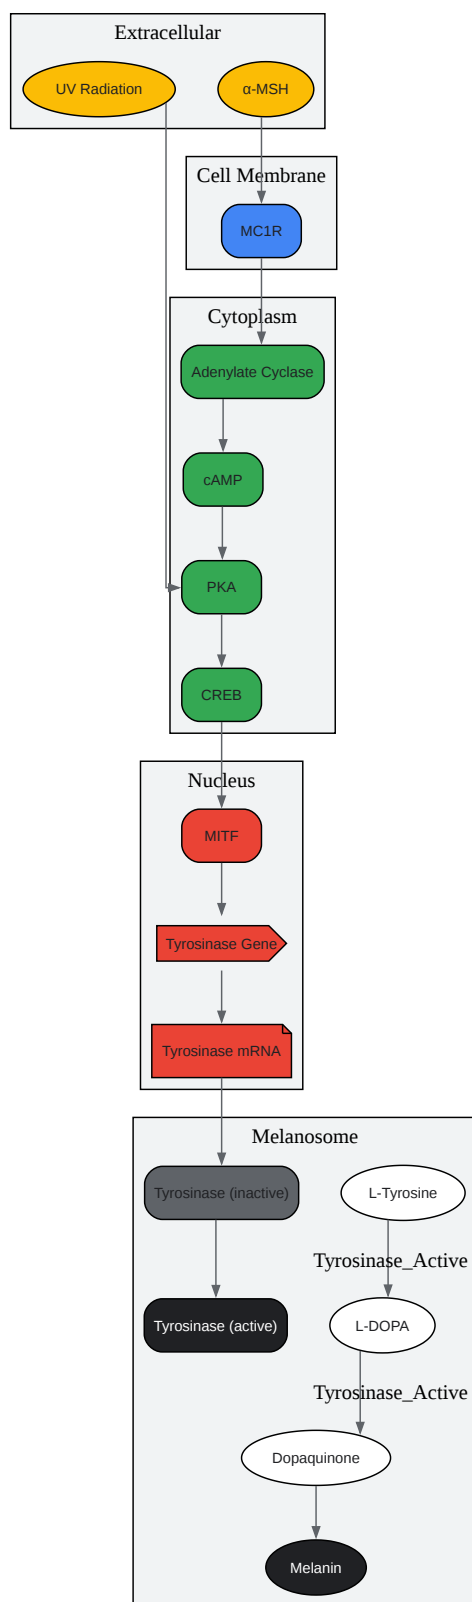 Extracellular
UV Radiation
α-MSH
Cell Membrane
MC1R
Cytoplasm
Adenylate Cyclase
cAMP
PKA
CREB
Nucleus
MITF
Tyrosinase Gene
Tyrosinase mRNA
Melanosome
Tyrosinase (inactive)
L-Tyrosine
Tyrosinase_Active
Tyrosinase (active)
L-DOPA
Tyrosinase_Active
Dopaquinone
Melanin